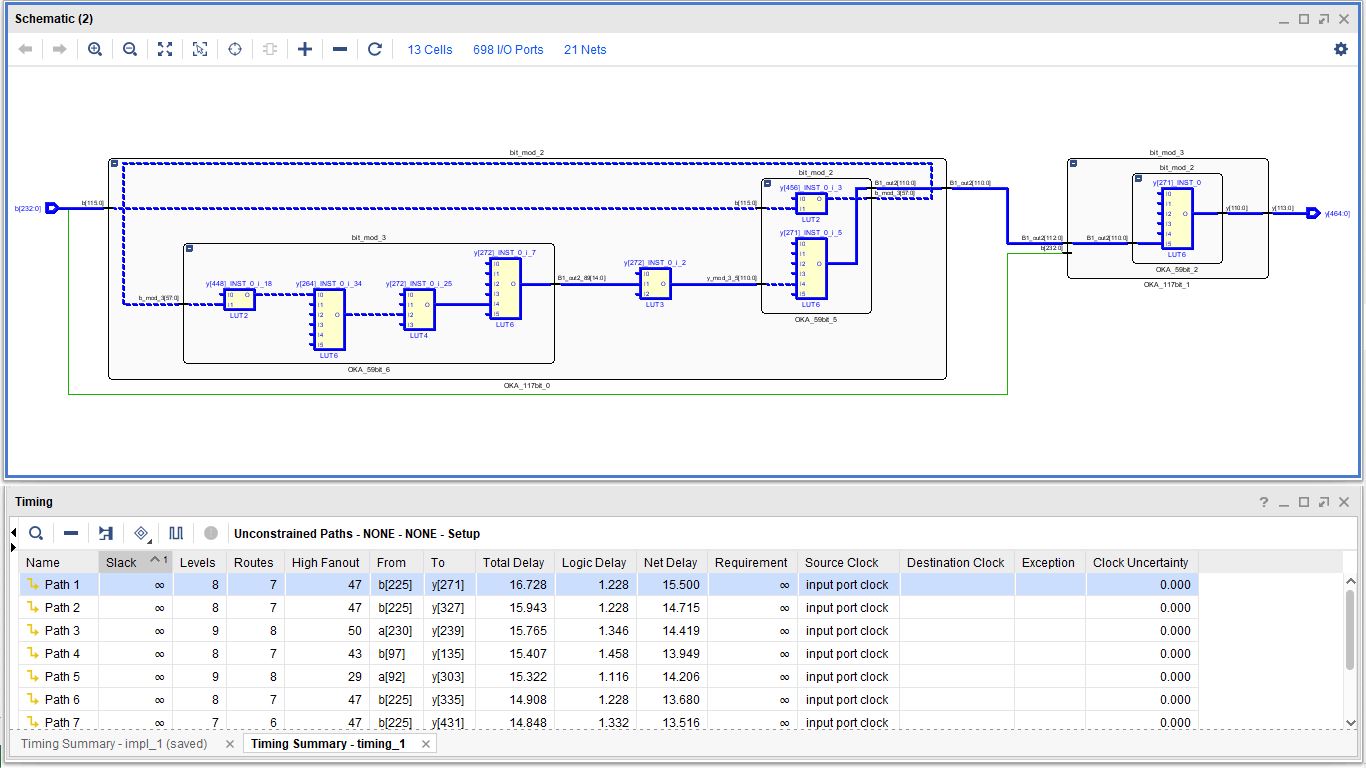 Schematic (2)
13 Cells 698 I/O Ports 21 Nets
bit_mod_2
bit_mod_3
bit_mod_2
bit_mod_2
y[456]_INST_0_i_3
B1_out2[110:0]
B1_out2[110:0]
y[271]_INST_0
b_mod_3[57:0]
b[232:0]
b[115:0]
b[115:0]
I0
I1
O
LUT2
I0
I1
I2
I3
I4
I5
O
y[110:0]
y[113:0]
y[464:0]
bit_mod_3
y[271]_INST_0_i_5
B1_out2[112:0]
B1_out2[110:0]
b[232:0]
LUT6
y[272]_INST_0_i_7
y[272]_INST_0_i_2
I0
I1
I2
I3
I4
I5
O
OKA_59bit_2
y[448]_INST_0_i_18
y[264]_INST_0_i_34
y[272]_INST_0_i_25
I0
I1
I2
I3
I4
I5
O
B1_out2_89[14:0]
I0
I1
I2
O
y_mod_3_5[110:0]
OKA_117bit_1
b_mod_3[57:0]
I0
I1
O
LUT2
I0
I1
I2
I3
I4
I5
O
I0
I1
I2
I3
O
LUT3
LUT6
LUT6
OKA_59bit_5
LUT4
LUT6
OKA_59bit_6
OKA_117bit_0
Timing
?
Unconstrained Paths - NONE - NONE - Setup
Name Slack 1 Levels Routes High Fanout From To Total Delay Logic Delay Net Delay Requirement Source Clock Destination Clock Exception Clock Uncertainty
Path 1 ∞ 8 7 47 b[225] y[271] 16.728 1.228 15.500 ∞ input port clock 0.000
Path 2 ∞ 8 7 47 b[225] y[327] 15.943 1.228 14.715 ∞ input port clock 0.000
Path 3 ∞ 9 8 50 a[230] y[239] 15.765 1.346 14.419 ∞ input port clock 0.000
Path 4 ∞ 8 7 43 b[97] y[135] 15.407 1.458 13.949 ∞ input port clock 0.000
Path 5 ∞ 9 8 29 a[92] y[303] 15.322 1.116 14.206 ∞ input port clock 0.000
Path 6 ∞ 8 7 47 b[225] y[335] 14.908 1.228 13.680 ∞ input port clock 0.000
Path 7 ∞ 7 6 47 b[225] y[431] 14.848 1.332 13.516 ∞ input port clock 0.000
Timing Summary - impl_1 (saved) Timing Summary - timing_1